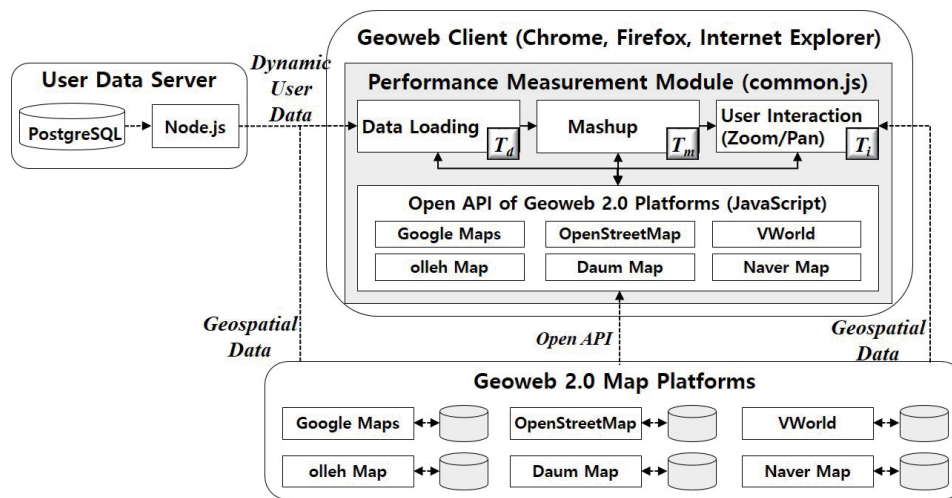 Geoweb Client (Chrome, Firefox, Internet Explorer)
User Data Server
PostgreSQL
Node.js
Dynamic
User
Data
Performance Measurement Module (common.js)
Data Loading
Td
Mashup
Tm
User Interaction
(Zoom/Pan)
Ti
Open API of Geoweb 2.0 Platforms (JavaScript)
Google Maps
OpenStreetMap
VWorld
olleh Map
Daum Map
Naver Map
Geospatial
Data
Open API
Geospatial
Data
Geoweb 2.0 Map Platforms
Google Maps
OpenStreetMap
VWorld
olleh Map
Daum Map
Naver Map